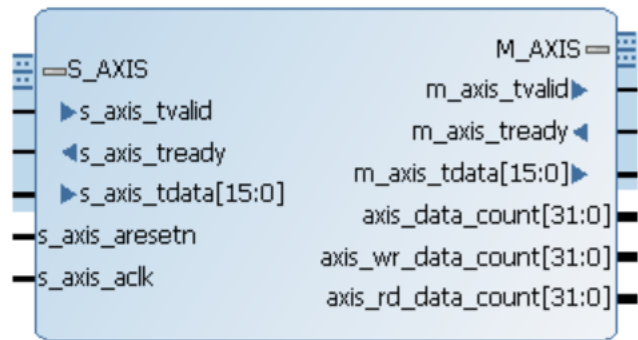 S_AXIS
s_axis_tvalid
s_axis_tready
s_axis_tdata[15:0]
s_axis_aresetn
s_axis_aclk
M_AXIS
m_axis_tvalid
m_axis_tready
m_axis_tdata[15:0]
axis_data_count[31:0]
axis_wr_data_count[31:0]
axis_rd_data_count[31:0]